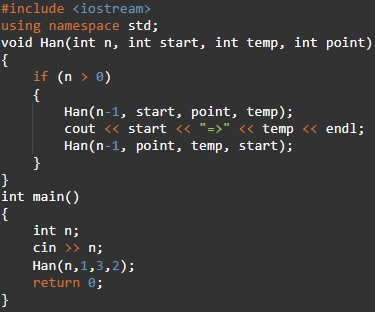 #include <iostream>
using namespace std;
void Han(int n, int start, int temp, int point)
{
    if (n > 0)
    {
        Han(n-1, start, point, temp);
        cout << start << "=>" << temp << endl;
        Han(n-1, point, temp, start);
    }
}
int main()
{
    int n;
    cin >> n;
    Han(n,1,3,2);
    return 0;
}